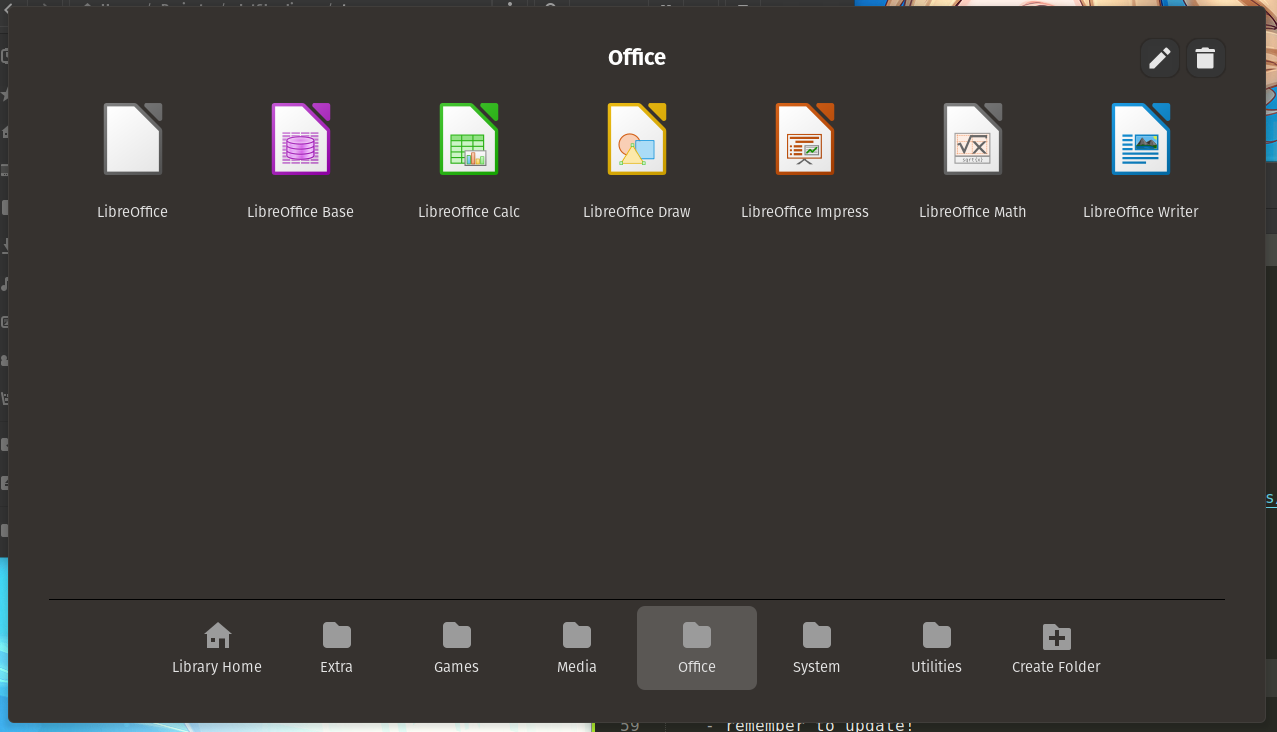 Office
LibreOffice
LibreOffice Base
LibreOffice Calc
LibreOffice Draw
LibreOffice Impress
LibreOffice Math
LibreOffice Writer
Library Home
Extra
Games
Media
Office
System
Utilities
Create Folder
59 - remember to update!